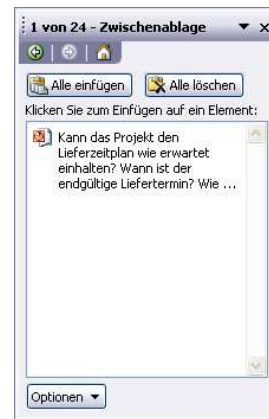 1 von 24 - Zwischenablage
Alle einfügen Alle löschen
Klicken Sie zum Einfügen auf ein Element:
Kann das Projekt den
Lieferzeitplan wie erwartet
einhalten? Wann ist der
endgültige Liefertermin? Wie ...
Optionen